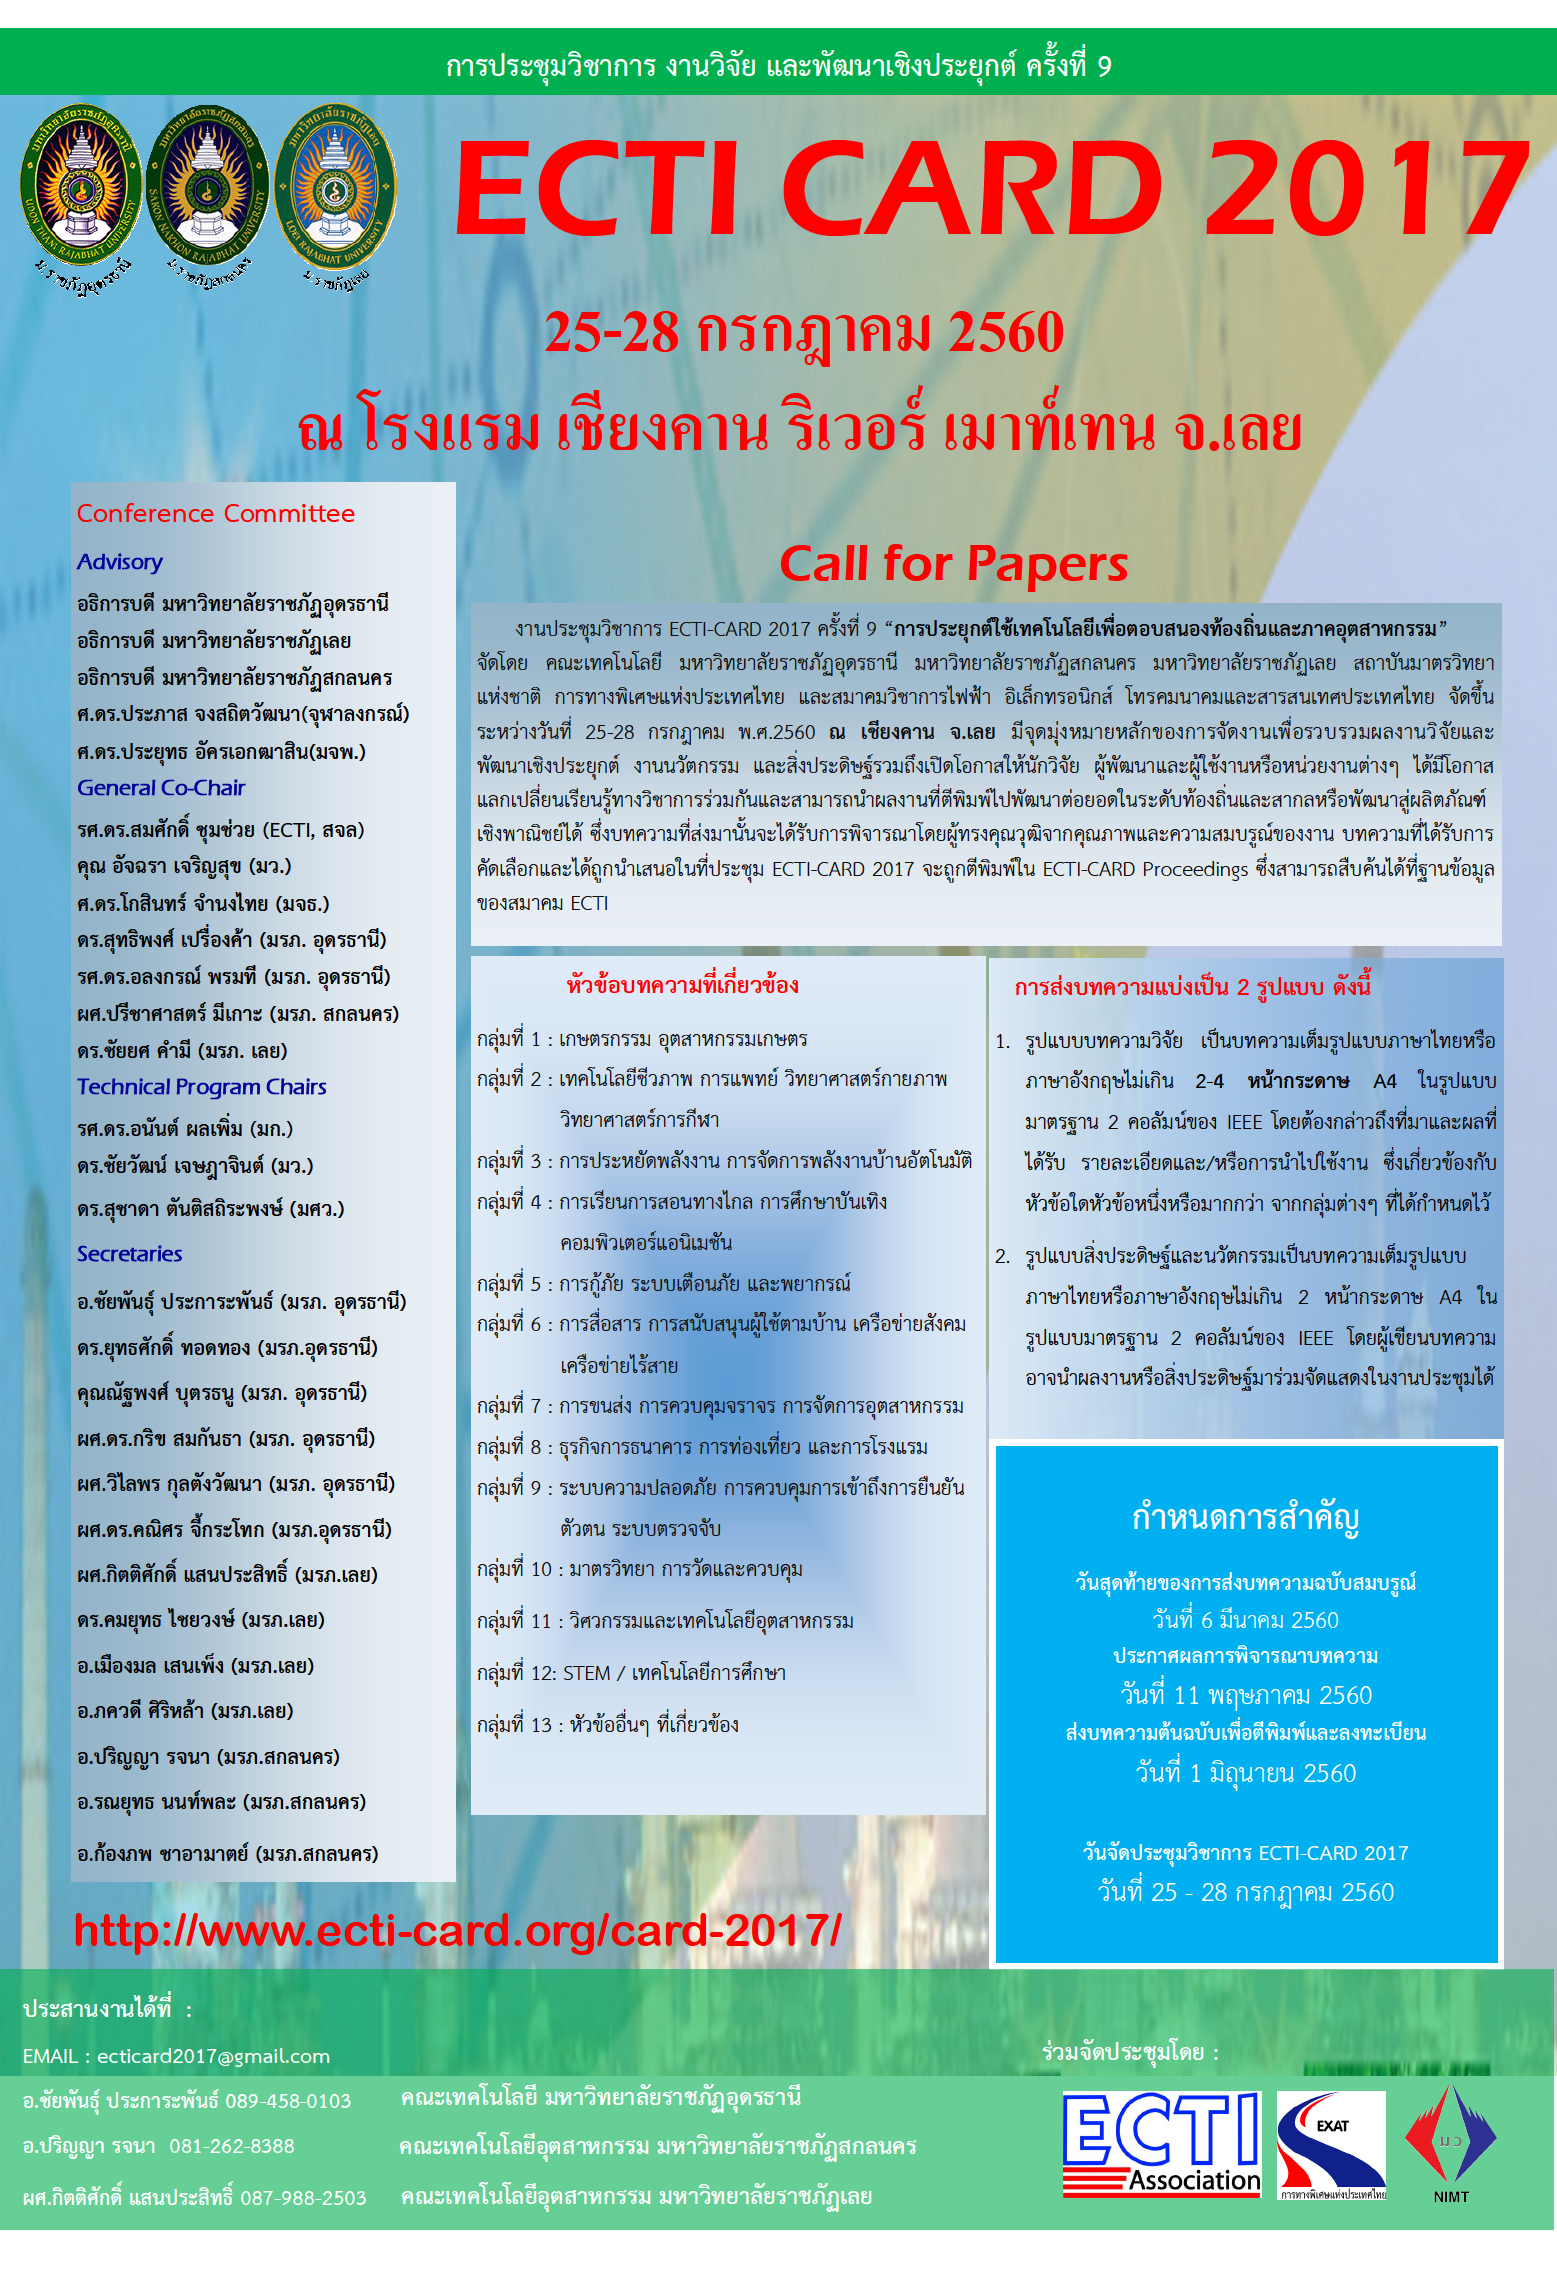 การประชุมวิชาการ งานวิจัย และพัฒนาเชิงประยุกต์ ครั้งที่ 9
มหาวิทยาลัยราชภัฏอุดรธานี
UDON THANI RAJABHAT UNIVERSITY
ม.ราชภัฏอุดรธานี
มหาวิทยาลัยราชภัฏสกลนคร
SAKON NAKHON RAJABHAT UNIVERSITY
ม.ราชภัฏสกลนคร
มหาวิทยาลัยราชภัฏเลย
LOEI RAJABHAT UNIVERSITY
ม.ราชภัฏเลย
ECTI CARD 2017
25-28 กรกฎาคม 2560
ณ โรงแรม เชียงคาน ริเวอร์ เมาท์เทน จ.เลย
Conference Committee
Advisory
อธิการบดี มหาวิทยาลัยราชภัฏอุดรธานี
อธิการบดี มหาวิทยาลัยราชภัฏเลย
อธิการบดี มหาวิทยาลัยราชภัฏสกลนคร
ศ.ดร.ประภาส จงสถิตวัฒนา(จุฬาลงกรณ์)
ศ.ดร.ประยุทธ อัครเอกฒาสิน(มจพ.)
General Co-Chair
รศ.ดร.สมศักดิ์ ชุมช่วย (ECTI, สจล)
คุณ อัจฉรา เจริญสุข (มว.)
ศ.ดร.โกสินทร์ จำนงไทย (มจธ.)
ดร.สุทธิพงศ์ เปรื่องค้า (มรภ. อุดรธานี)
รศ.ดร.อลงกรณ์ พรมที (มรภ. อุดรธานี)
ผศ.ปรีชาศาสตร์ มีเกาะ (มรภ. สกลนคร)
ดร.ชัยยศ คำมี (มรภ. เลย)
Technical Program Chairs
รศ.ดร.อนันต์ ผลเพิ่ม (มก.)
ดร.ชัยวัฒน์ เจษฎาจินต์ (มว.)
ดร.สุชาดา ตันติสถิระพงษ์ (มศว.)
Secretaries
อ.ชัยพันธุ์ ประการะพันธ์ (มรภ. อุดรธานี)
ดร.ยุทธศักดิ์ ทอดทอง (มรภ.อุดรธานี)
คุณณัฐพงศ์ บุตรธนู (มรภ. อุดรธานี)
ผศ.ดร.กริช สมกันธา (มรภ. อุดรธานี)
ผศ.วิไลพร กุลตังวัฒนา (มรภ. อุดรธานี)
ผศ.ดร.คณิศร จี้กระโทก (มรภ.อุดรธานี)
ผศ.กิตติศักดิ์ แสนประสิทธิ์ (มรภ.เลย)
ดร.คมยุทธ ไชยวงษ์ (มรภ.เลย)
อ.เมืองมล เสนเพ็ง (มรภ.เลย)
อ.ภควดี ศิริหล้า (มรภ.เลย)
อ.ปริญญา รจนา (มรภ.สกลนคร)
อ.รณยุทธ นนท์พละ (มรภ.สกลนคร)
อ.ก้องภพ ชาอามาตย์ (มรภ.สกลนคร)
Call for Papers
งานประชุมวิชาการ ECTI-CARD 2017 ครั้งที่ 9 “การประยุกต์ใช้เทคโนโลยีเพื่อตอบสนองท้องถิ่นและภาคอุตสาหกรรม”
จัดโดย คณะเทคโนโลยี มหาวิทยาลัยราชภัฏอุดรธานี มหาวิทยาลัยราชภัฏสกลนคร มหาวิทยาลัยราชภัฏเลย สถาบันมาตรวิทยา
แห่งชาติ การทางพิเศษแห่งประเทศไทย และสมาคมวิชาการไฟฟ้า อิเล็กทรอนิกส์ โทรคมนาคมและสารสนเทศประเทศไทย จัดขึ้น
ระหว่างวันที่ 25-28 กรกฎาคม พ.ศ.2560 ณ เชียงคาน จ.เลย มีจุดมุ่งหมายหลักของการจัดงานเพื่อรวบรวมผลงานวิจัยและ
พัฒนาเชิงประยุกต์ งานนวัตกรรม และสิ่งประดิษฐ์รวมถึงเปิดโอกาสให้นักวิจัย ผู้พัฒนาและผู้ใช้งานหรือหน่วยงานต่างๆ ได้มีโอกาส
แลกเปลี่ยนเรียนรู้ทางวิชาการร่วมกันและสามารถนำผลงานที่ตีพิมพ์ไปพัฒนาต่อยอดในระดับท้องถิ่นและสากลหรือพัฒนาสู่ผลิตภัณฑ์
เชิงพาณิชย์ได้ ซึ่งบทความที่ส่งมานั้นจะได้รับการพิจารณาโดยผู้ทรงคุณวุฒิจากคุณภาพและความสมบรูณ์ของงาน บทความที่ได้รับการ
คัดเลือกและได้ถูกนำเสนอในที่ประชุม ECTI-CARD 2017 จะถูกตีพิมพ์ใน ECTI-CARD Proceedings ซึ่งสามารถสืบค้นได้ที่ฐานข้อมูล
ของสมาคม ECTI
หัวข้อบทความที่เกี่ยวข้อง
กลุ่มที่ 1 : เกษตรกรรม อุตสาหกรรมเกษตร
กลุ่มที่ 2 : เทคโนโลยีชีวภาพ การแพทย์ วิทยาศาสตร์กายภาพ
วิทยาศาสตร์การกีฬา
กลุ่มที่ 3 : การประหยัดพลังงาน การจัดการพลังงานบ้านอัตโนมัติ
กลุ่มที่ 4 : การเรียนการสอนทางไกล การศึกษาบันเทิง
คอมพิวเตอร์แอนิเมชัน
กลุ่มที่ 5 : การกู้ภัย ระบบเตือนภัย และพยากรณ์
กลุ่มที่ 6 : การสื่อสาร การสนับสนุนผู้ใช้ตามบ้าน เครือข่ายสังคม
เครือข่ายไร้สาย
กลุ่มที่ 7 : การขนส่ง การควบคุมจราจร การจัดการอุตสาหกรรม
กลุ่มที่ 8 : ธุรกิจการธนาคาร การท่องเที่ยว และการโรงแรม
กลุ่มที่ 9 : ระบบความปลอดภัย การควบคุมการเข้าถึงการยืนยัน
ตัวตน ระบบตรวจจับ
กลุ่มที่ 10 : มาตรวิทยา การวัดและควบคุม
กลุ่มที่ 11 : วิศวกรรมและเทคโนโลยีอุตสาหกรรม
กลุ่มที่ 12: STEM / เทคโนโลยีการศึกษา
กลุ่มที่ 13 : หัวข้ออื่นๆ ที่เกี่ยวข้อง
การส่งบทความแบ่งเป็น 2 รูปแบบ ดังนี้
1. รูปแบบบทความวิจัย เป็นบทความเต็มรูปแบบภาษาไทยหรือ
ภาษาอังกฤษไม่เกิน 2-4 หน้ากระดาษ A4 ในรูปแบบ
มาตรฐาน 2 คอลัมน์ของ IEEE โดยต้องกล่าวถึงที่มาและผลที่
ได้รับ รายละเอียดและ/หรือการนำไปใช้งาน ซึ่งเกี่ยวข้องกับ
หัวข้อใดหัวข้อหนึ่งหรือมากกว่า จากกลุ่มต่างๆ ที่ได้กำหนดไว้
2. รูปแบบสิ่งประดิษฐ์และนวัตกรรมเป็นบทความเต็มรูปแบบ
ภาษาไทยหรือภาษาอังกฤษไม่เกิน 2 หน้ากระดาษ A4 ใน
รูปแบบมาตรฐาน 2 คอลัมน์ของ IEEE โดยผู้เขียนบทความ
อาจนำผลงานหรือสิ่งประดิษฐ์มาร่วมจัดแสดงในงานประชุมได้
กำหนดการสำคัญ
วันสุดท้ายของการส่งบทความฉบับสมบรูณ์
วันที่ 6 มีนาคม 2560
ประกาศผลการพิจารณาบทความ
วันที่ 11 พฤษภาคม 2560
ส่งบทความต้นฉบับเพื่อตีพิมพ์และลงทะเบียน
วันที่ 1 มิถุนายน 2560
วันจัดประชุมวิชาการ ECTI-CARD 2017
วันที่ 25 - 28 กรกฎาคม 2560
http://www.ecti-card.org/card-2017/
ประสานงานได้ที่ :
EMAIL : ecticard2017@gmail.com
อ.ชัยพันธุ์ ประการะพันธ์ 089-458-0103
อ.ปริญญา รจนา 081-262-8388
ผศ.กิตติศักดิ์ แสนประสิทธิ์ 087-988-2503
คณะเทคโนโลยี มหาวิทยาลัยราชภัฏอุดรธานี
คณะเทคโนโลยีอุตสาหกรรม มหาวิทยาลัยราชภัฏสกลนคร
คณะเทคโนโลยีอุตสาหกรรม มหาวิทยาลัยราชภัฏเลย
ร่วมจัดประชุมโดย :
ECTI
Association
EXAT
การทางพิเศษแห่งประเทศไทย
มว
NIMT